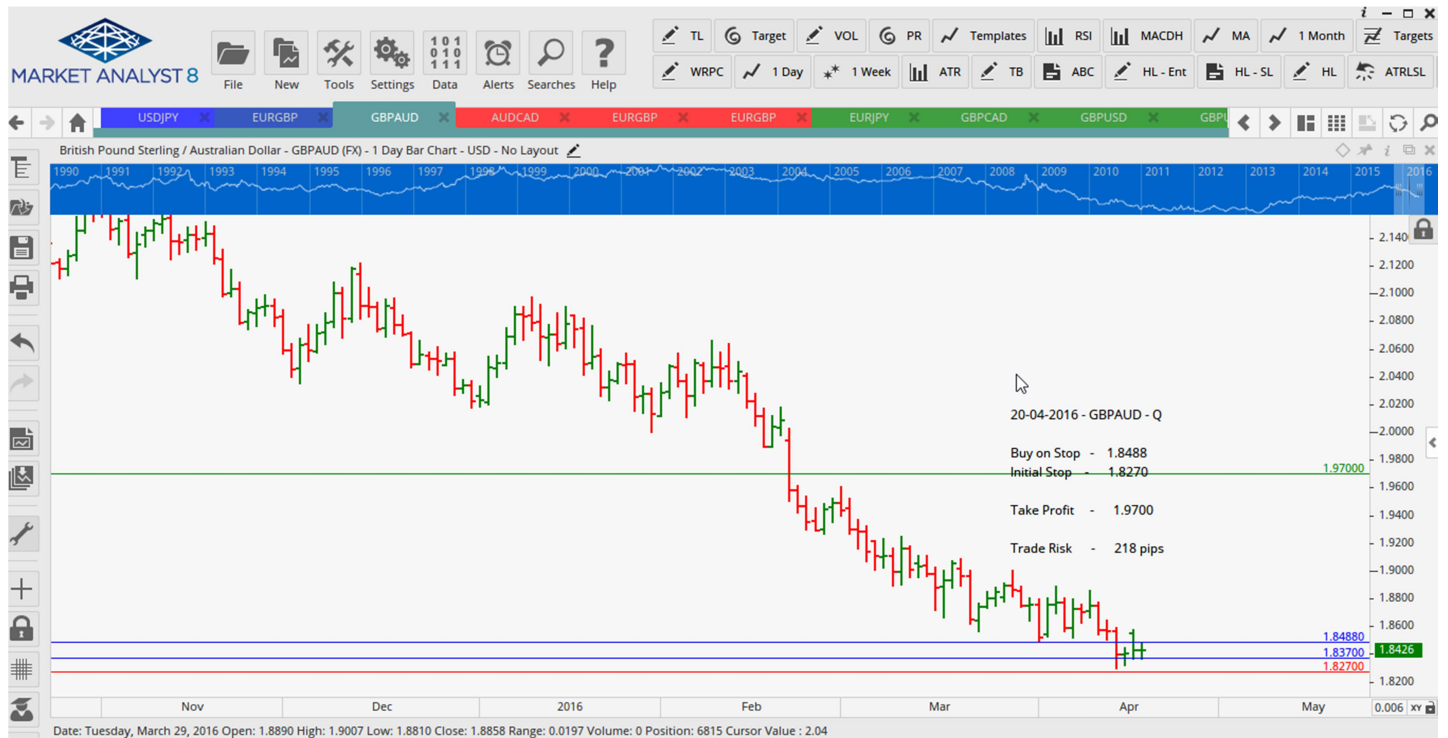 i
TL Target VOL PR Templates RSI MACDH MA 1 Month Targets
MARKET ANALYST 8
101
010
111
WRPC 1 Day 1 Week ATR TB ABC HL - Ent HL - SL HL ATRLSL
File New Tools Settings Data Alerts Searches Help
USDJPY EURGBP GBPAUD AUDCAD EURGBP EURGBP EURJPY GBPCAD GBPUSD GBPU
British Pound Sterling / Australian Dollar - GBPAUD (FX) - 1 Day Bar Chart - USD - No Layout
1990 1991 1992 1993 1994 1995 1996 1997 1998 1999 2000 2001 2002 2003 2004 2005 2006 2007 2008 2009 2010 2011 2012 2013 2014 2015 2016
2.140
2.1200
2.1000
2.0800
2.0600
2.0400
2.0200
2.0000
1.9800
1.9600
1.9400
1.9200
1.9000
1.8800
1.8600
1.8426
1.8200
20-04-2016 - GBPAUD - Q
Buy on Stop - 1.8488
Initial Stop - 1.8270
Take Profit - 1.9700
Trade Risk - 218 pips
1.97000
1.84880
1.83700
1.82700
Nov Dec 2016 Feb Mar Apr May 0.006 XY
Date: Tuesday, March 29, 2016 Open: 1.8890 High: 1.9007 Low: 1.8810 Close: 1.8858 Range: 0.0197 Volume: 0 Position: 6815 Cursor Value : 2.04